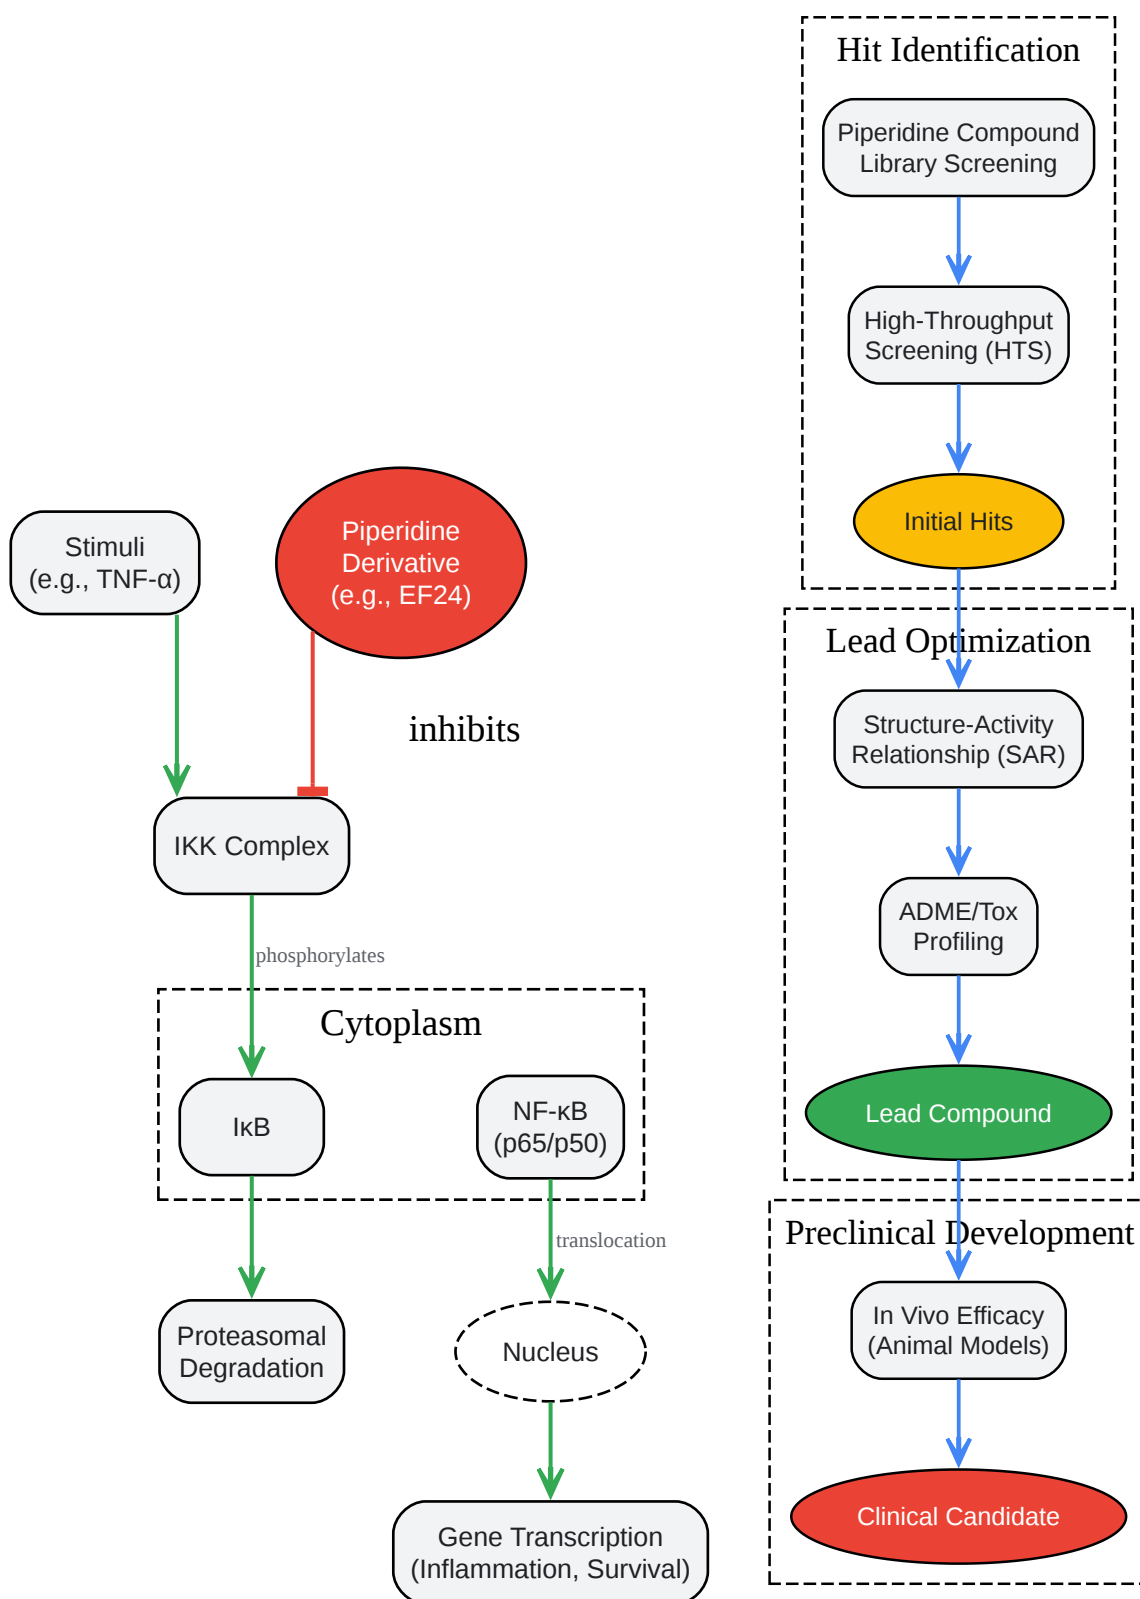 Stimuli
(e.g., TNF-α)
Piperidine
Derivative
(e.g., EF24)
inhibits
IKK Complex
phosphorylates
Cytoplasm
IκB
NF-κB
(p65/p50)
translocation
Proteasomal
Degradation
Nucleus
Gene Transcription
(Inflammation, Survival)
Hit Identification
Piperidine Compound
Library Screening
High-Throughput
Screening (HTS)
Initial Hits
Lead Optimization
Structure-Activity
Relationship (SAR)
ADME/Tox
Profiling
Lead Compound
Preclinical Development
In Vivo Efficacy
(Animal Models)
Clinical Candidate